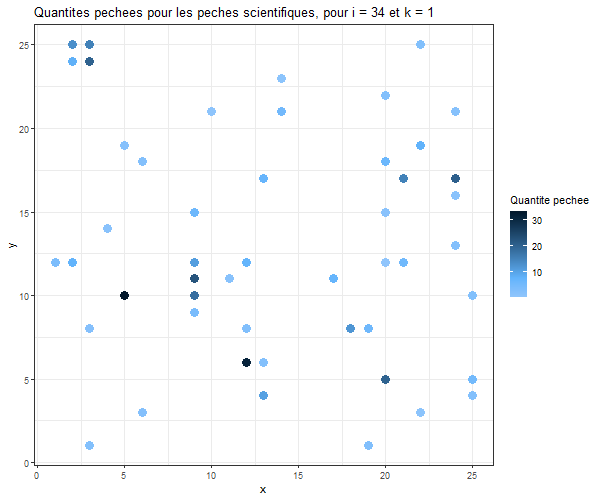 Quantites pechees pour les peches scientifiques, pour i = 34 et k = 1
25
20
15
10
5
0
y
0 5 10 15 20 25
x
Quantite pechee
30
20
10